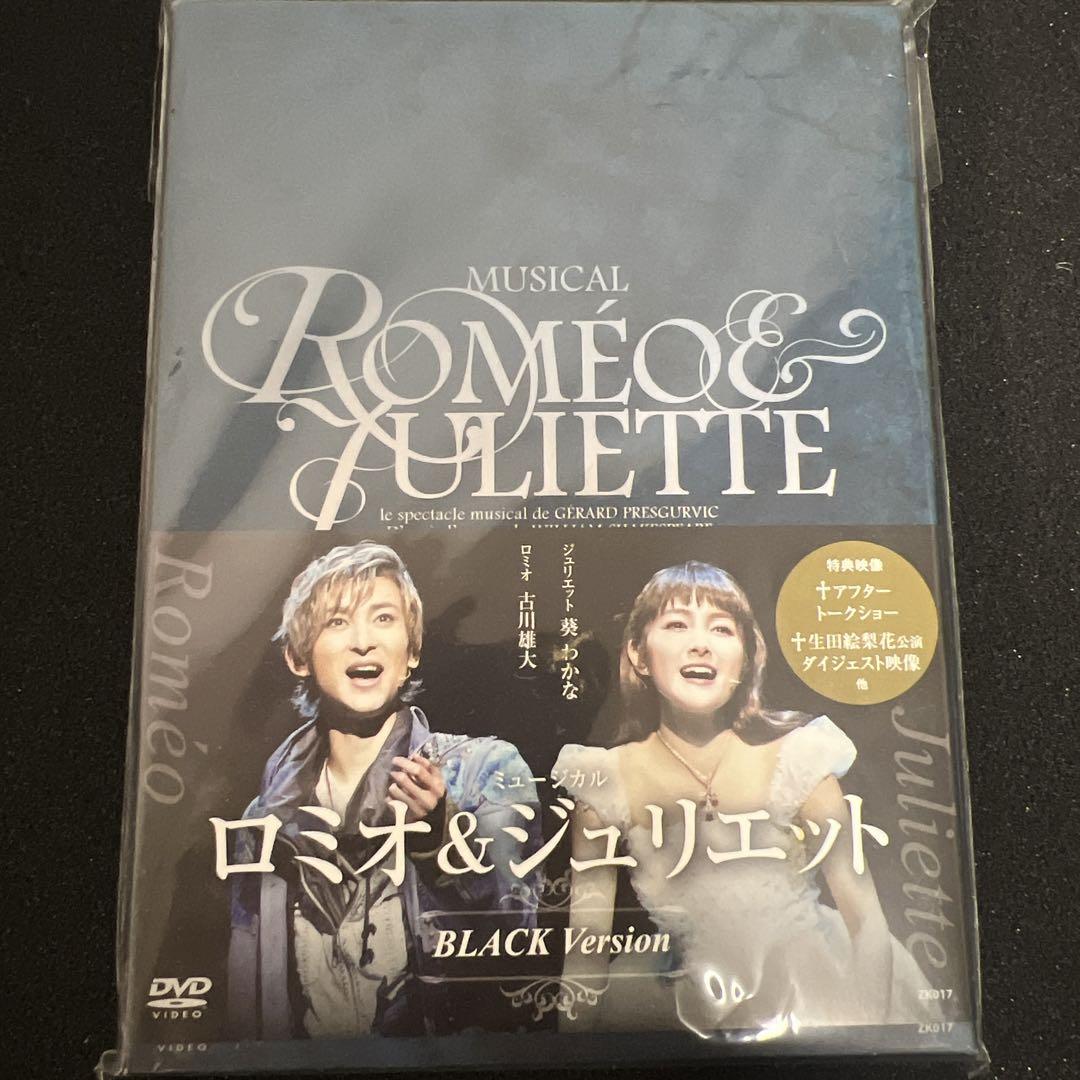 MUSICAL
ROMÉO &
JULIETTE
le spectacle musical de GÉRARD PRESGURVIC
WILLIAM SHAKESPEARE
Roméo
ロミオ 古川雄大
ジュリエット 葵 わかな
特典映像
†アフター
トークショー
†生田絵梨花公演
ダイジェスト映像
他
Juliette
ミュージカル
ロミオ&ジュリエット
BLACK Version
DVD
VIDEO
ZK017
VIDEO
ZK017